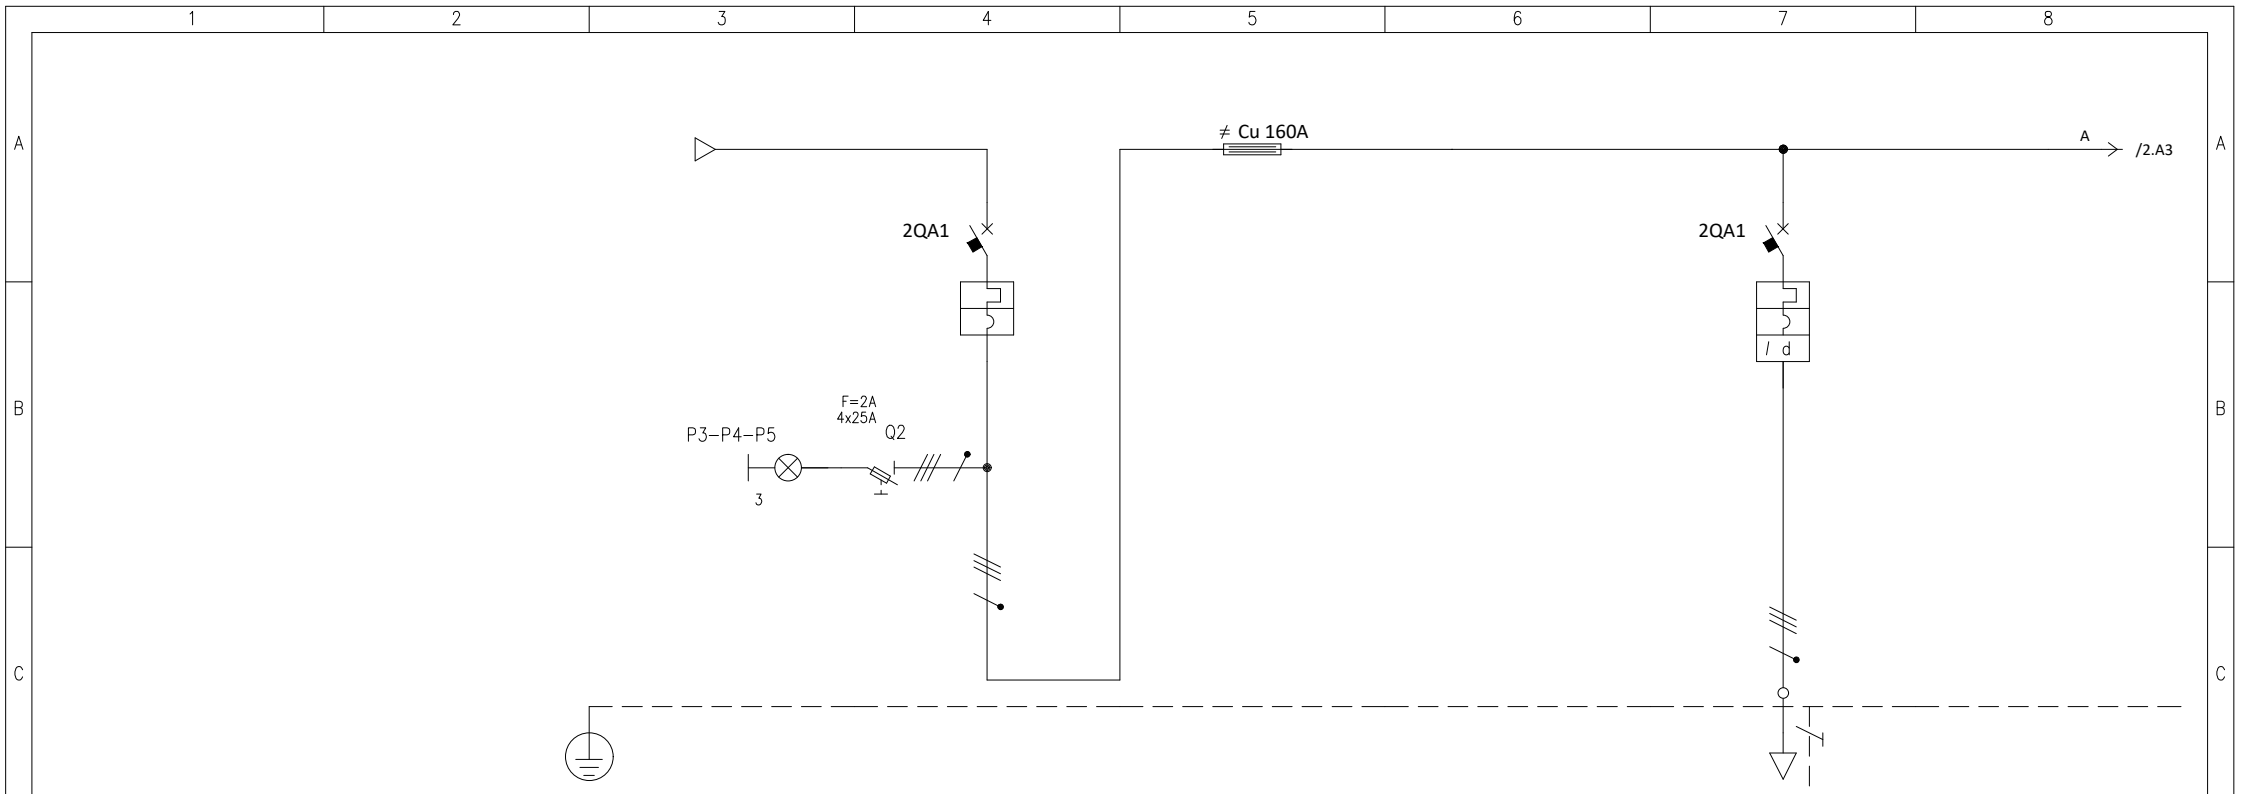 1 2 3 4 5 6 7 8
A A
≠ Cu 160A
A
/2.A3
2QA1 2QA1
I d
B B
F=2A
4x25A
Q2
P3-P4-P5
3
C C